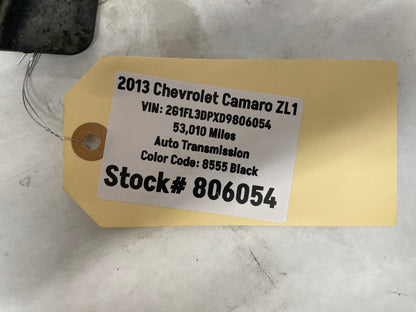 2013 Chevrolet Camaro ZL1
VIN: 2G1FL3DPXD9806054
53,010 Miles
Auto Transmission
Color Code: 8555 Black
Stock# 806054